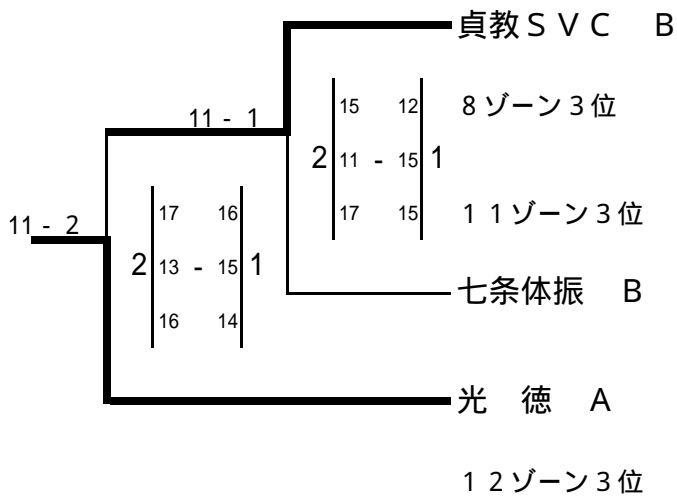 貞教ＳＶＣ　B
11 - 1
15 12
8ゾーン3位
2 11 - 15 1
17 15
11ゾーン3位
11 - 2
17 16
2 13 - 15 1
七条体振　B
16 14
光　徳　A
12ゾーン3位